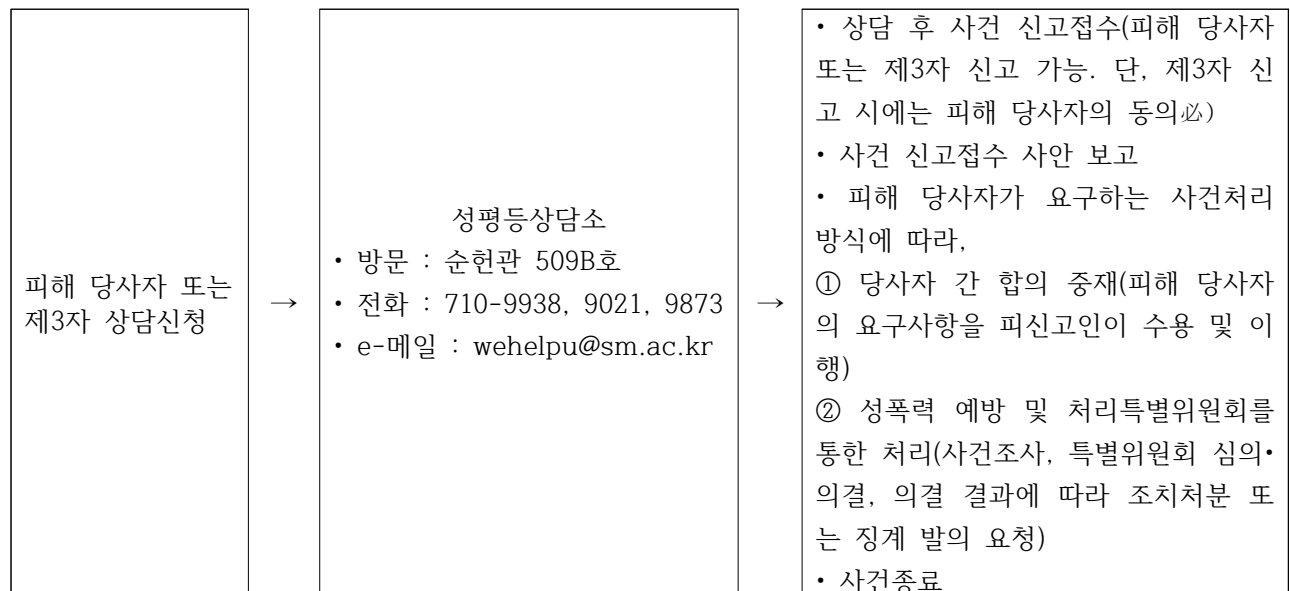 피해 당사자 또는
제3자 상담신청
→
성평등상담소
• 방문 : 순헌관 509B호
• 전화 : 710-9938, 9021, 9873
• e-메일 : wehelpu@sm.ac.kr
→
• 상담 후 사건 신고접수(피해 당사자
또는 제3자 신고 가능. 단, 제3자 신
고 시에는 피해 당사자의 동의必)
• 사건 신고접수 사안 보고
• 피해 당사자가 요구하는 사건처리
방식에 따라,
① 당사자 간 합의 중재(피해 당사자
의 요구사항을 피신고인이 수용 및 이
행)
② 성폭력 예방 및 처리특별위원회를
통한 처리(사건조사, 특별위원회 심의•
의결, 의결 결과에 따라 조치처분 또
는 징계 발의 요청)
• 사건종료